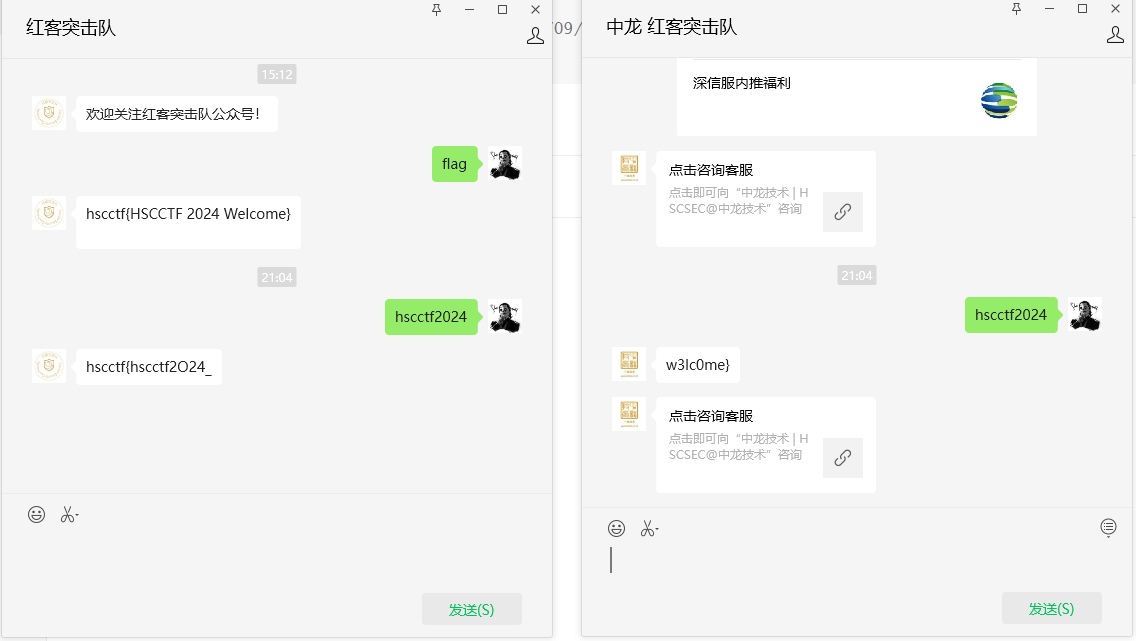 红客突击队
15:12
欢迎关注红客突击队公众号！
flag
hscctf{HSCCTF 2024 Welcome}
21:04
hscctf2024
hscctf{hscctf2O24_
发送(S)
/09/
中龙 红客突击队
深信服内推福利
点击咨询客服
点击即可向“中龙技术 | H
SCSEC@中龙技术”咨询
21:04
hscctf2024
w3lc0me}
点击咨询客服
点击即可向“中龙技术 | H
SCSEC@中龙技术”咨询
发送(S)